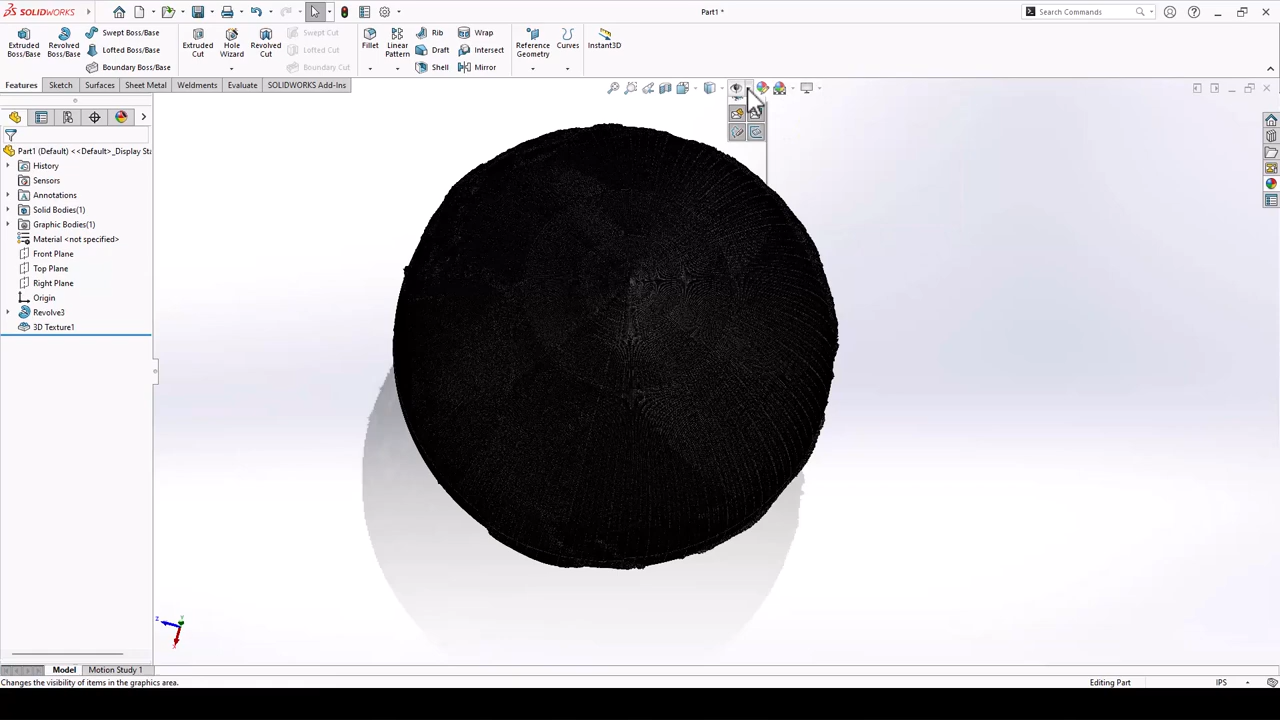 SOLIDWORKS
Part1 *
Search Commands
Extruded Boss/Base
Revolved Boss/Base
Swept Boss/Base
Lofted Boss/Base
Boundary Boss/Base
Extruded Cut
Hole Wizard
Revolved Cut
Swept Cut
Lofted Cut
Boundary Cut
Fillet
Linear Pattern
Rib
Draft
Shell
Wrap
Intersect
Mirror
Reference Geometry
Curves
Instant3D
Features
Sketch
Surfaces
Sheet Metal
Weldments
Evaluate
SOLIDWORKS Add-Ins
Part1 (Default) <<Default>_Display Sta
History
Sensors
Annotations
Solid Bodies(1)
Graphic Bodies(1)
Material <not specified>
Front Plane
Top Plane
Right Plane
Origin
Revolve3
3D Texture1
Model
Motion Study 1
Changes the visibility of items in the graphics area.
Editing Part
IPS